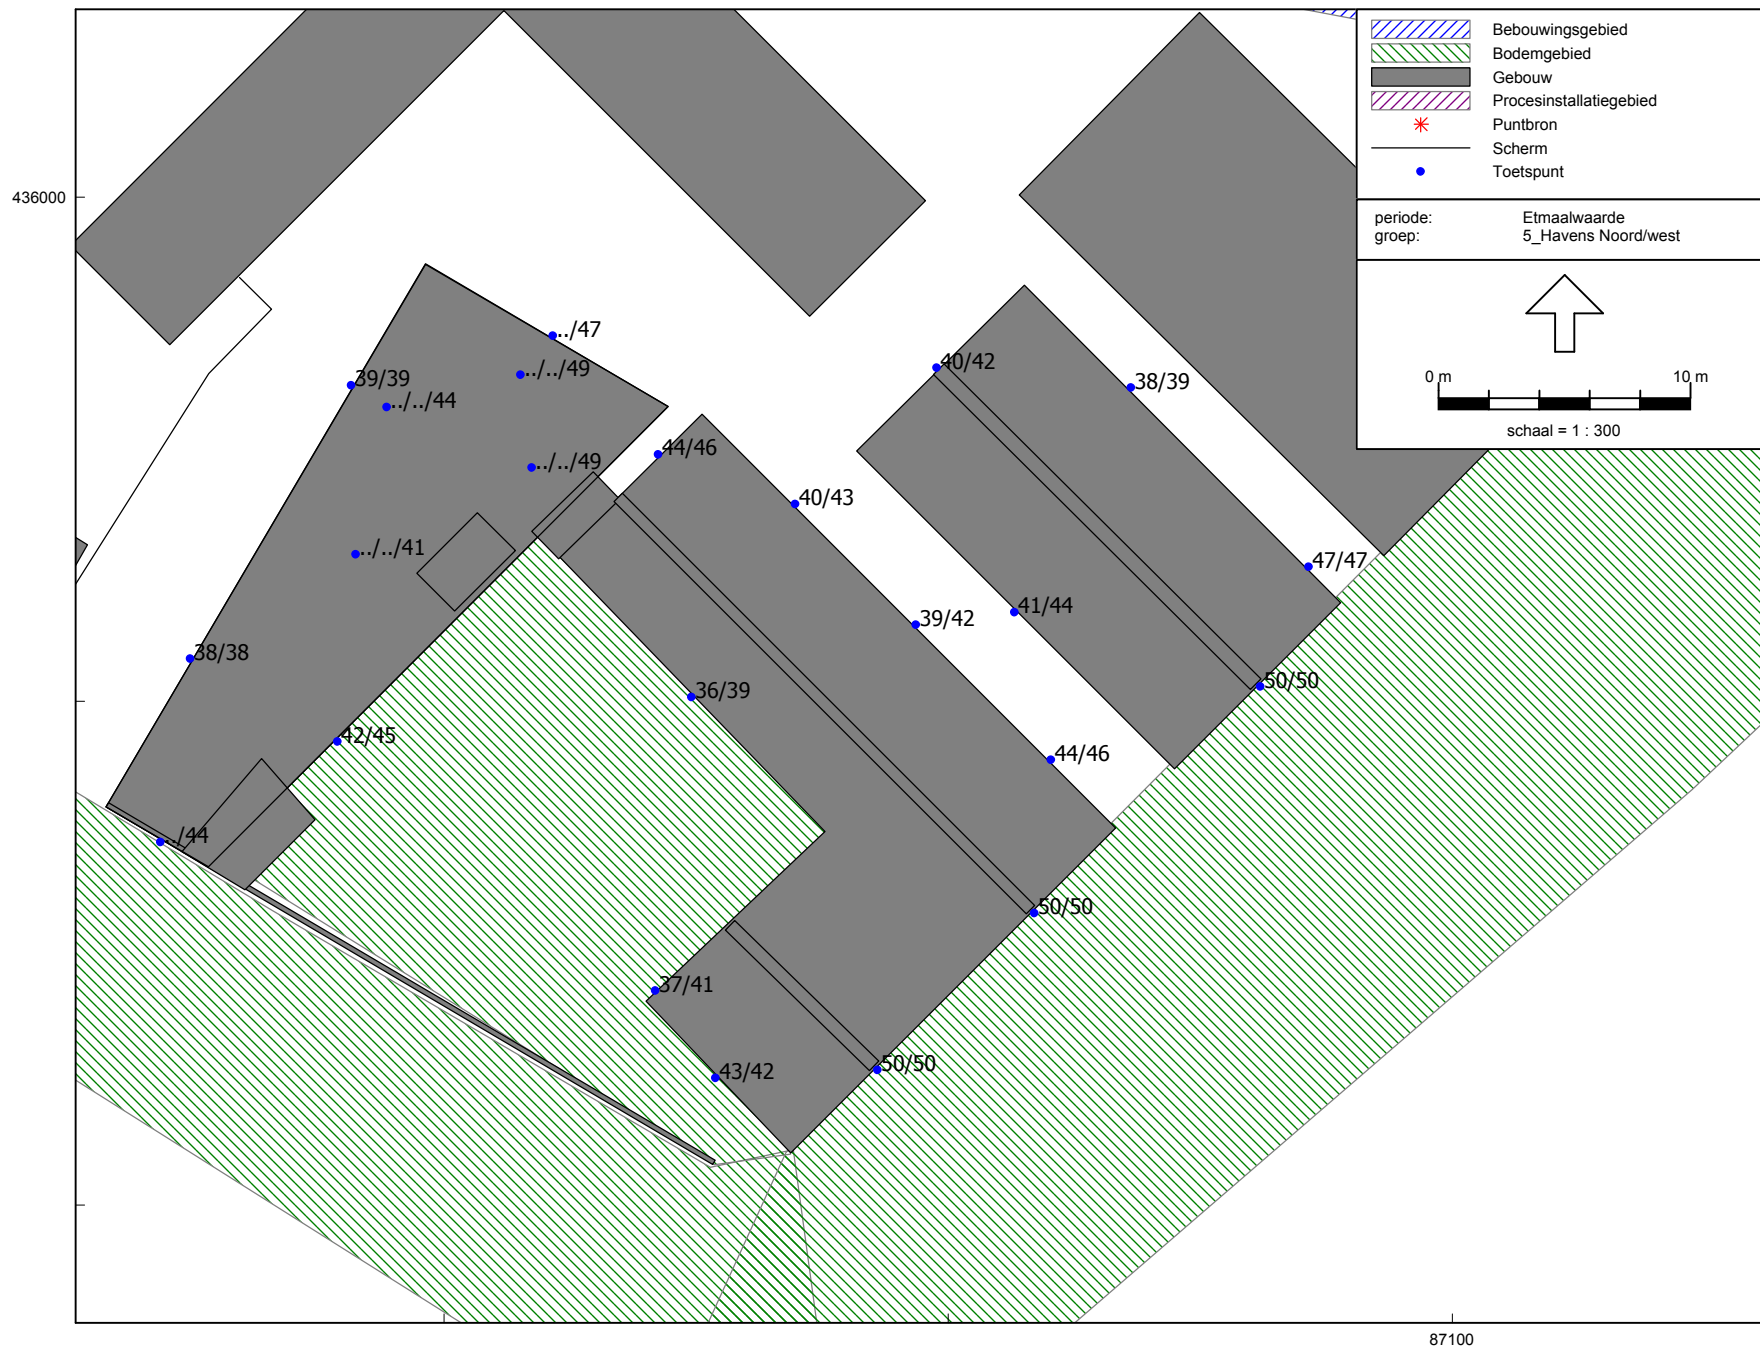 Bebouwingsgebied
Bodemgebied
Gebouw
Procesinstallatiegebied
Puntbron
Scherm
Toetspunt
periode: Etmaalwaarde
groep: 5_Havens Noord/west
0 m 10 m
schaal = 1 : 300
436000
../47
../../49
39/39
../../44
40/42
38/39
44/46
../../49
40/43
../../41
47/47
41/44
39/42
38/38
50/50
36/39
42/45
44/46
../44
50/50
37/41
50/50
43/42
87100